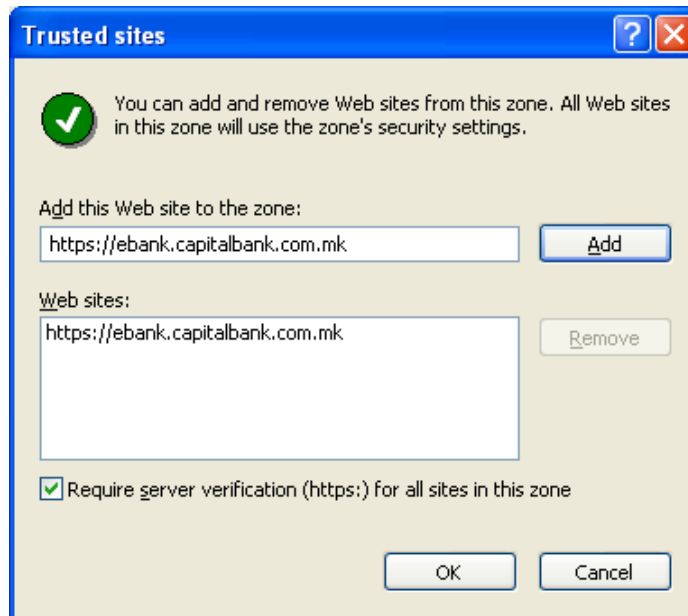 Trusted sites
You can add and remove Web sites from this zone. All Web sites
in this zone will use the zone's security settings.
Add this Web site to the zone:
https://ebank.capitalbank.com.mk
Add
Web sites:
https://ebank.capitalbank.com.mk
Remove
Require server verification (https:) for all sites in this zone
OK
Cancel